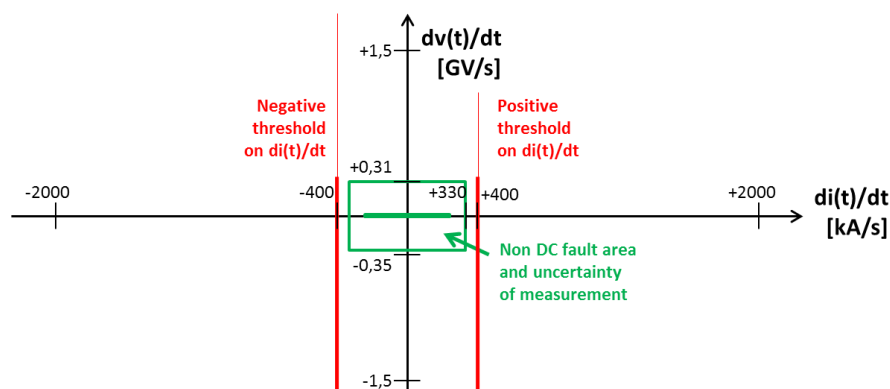 dv(t)/dt
[GV/s]
+1,5
Negative
threshold
on di(t)/dt
Positive
threshold
on di(t)/dt
+0,31
-2000
-400
+330
+400
+2000
di(t)/dt
[kA/s]
-0,35
Non DC fault area
and uncertainty
of measurement
-1,5